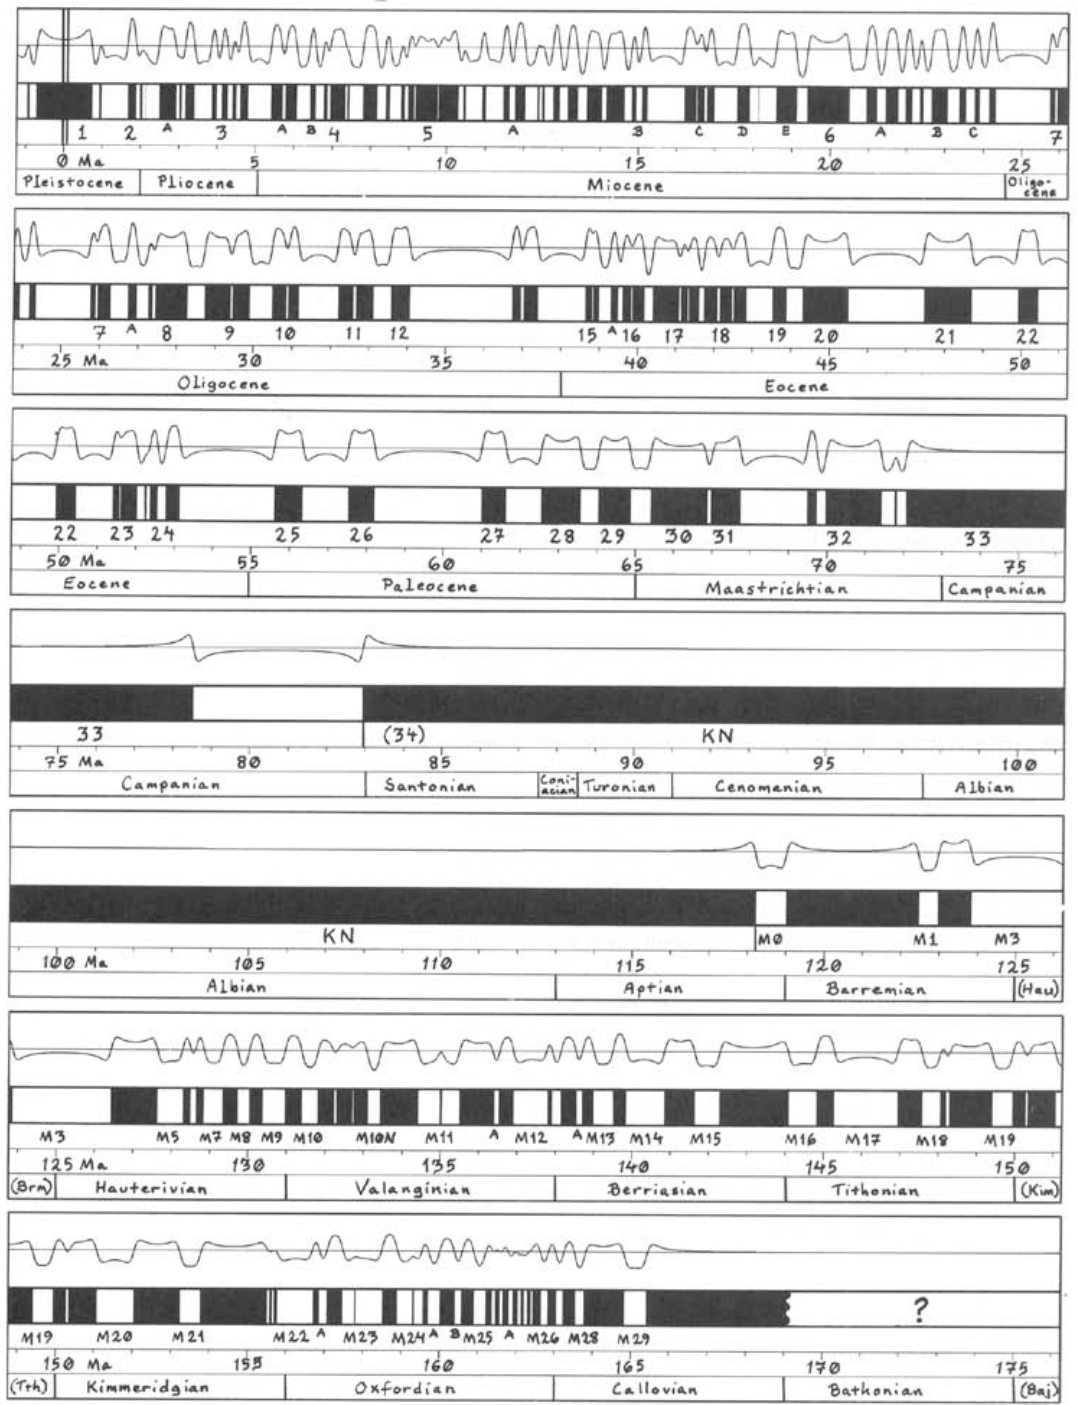 1 2 A 3 A B 4 5 A B C D E 6 A B C 7
0 Ma 5 10 15 20 25
Pleistocene Pliocene Miocene Oligo-
cene
7 A 8 9 10 11 12 15 A 16 17 18 19 20 21 22
25 Ma 30 35 40 45 50
Oligocene Eocene
22 23 24 25 26 27 28 29 30 31 32 33
50 Ma 55 60 65 70 75
Eocene Paleocene Maastrichtian Campanian
33 (34) KN
75 Ma 80 85 90 95 100
Campanian Santonian Coni- Turonian Cenomanian Albian
acian
KN M0 M1 M3
100 Ma 105 110 115 120 125
Albian Aptian Barremian (Hau)
M3 M5 M7 M8 M9 M10 M10N M11 A M12 A M13 M14 M15 M16 M17 M18 M19
125 Ma 130 135 140 145 150
(Brm) Hauterivian Valanginian Berriasian Tithonian (Kim)
M19 M20 M21 M22 A M23 M24 A B M25 A M26 M28 M29 ?
150 Ma 155 160 165 170 175
(Tth) Kimmeridgian Oxfordian Callovian Bathonian (Baj)